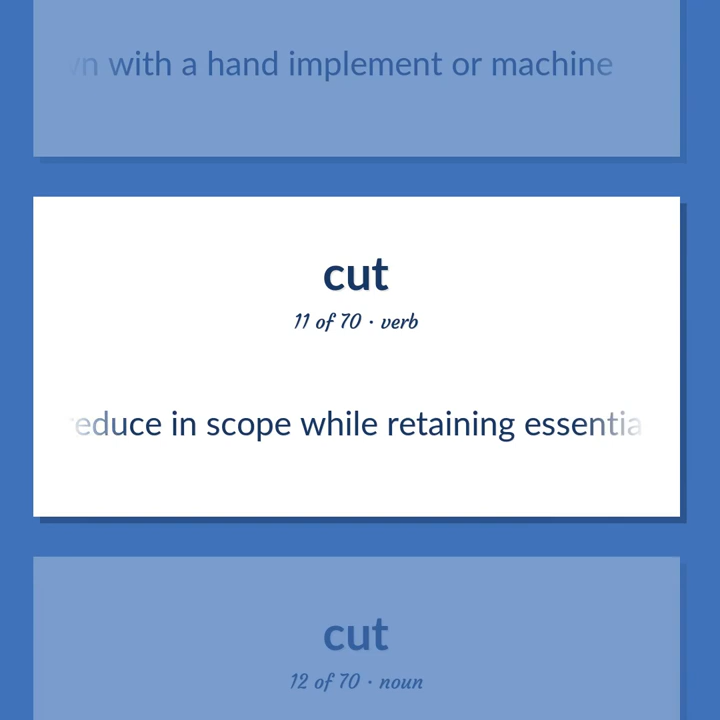 with a hand implement or machine
cut
11 of 70 · verb
reduce in scope while retaining essentia
cut
12 of 70 · noun